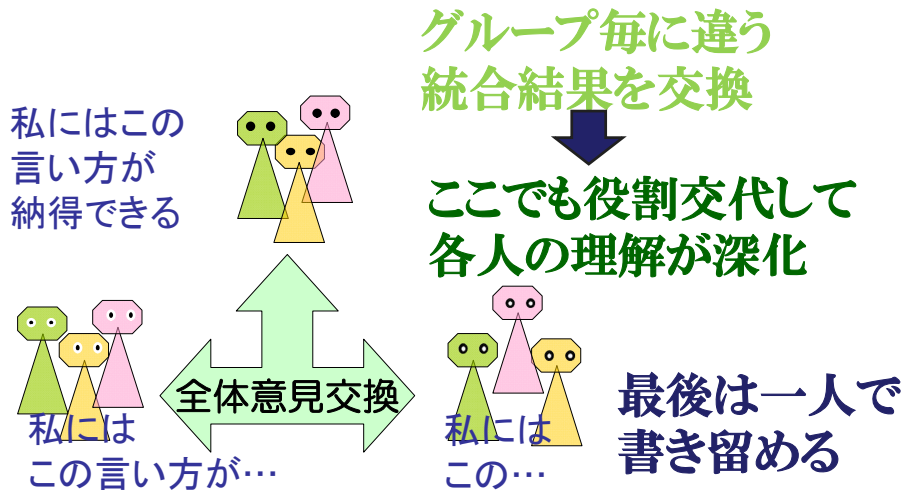 グループ毎に違う
統合結果を交換
私にはこの
言い方が
納得できる
ここでも役割交代して
各人の理解が深化
全体意見交換
私には
この言い方が…
私には
この…
最後は一人で
書き留める